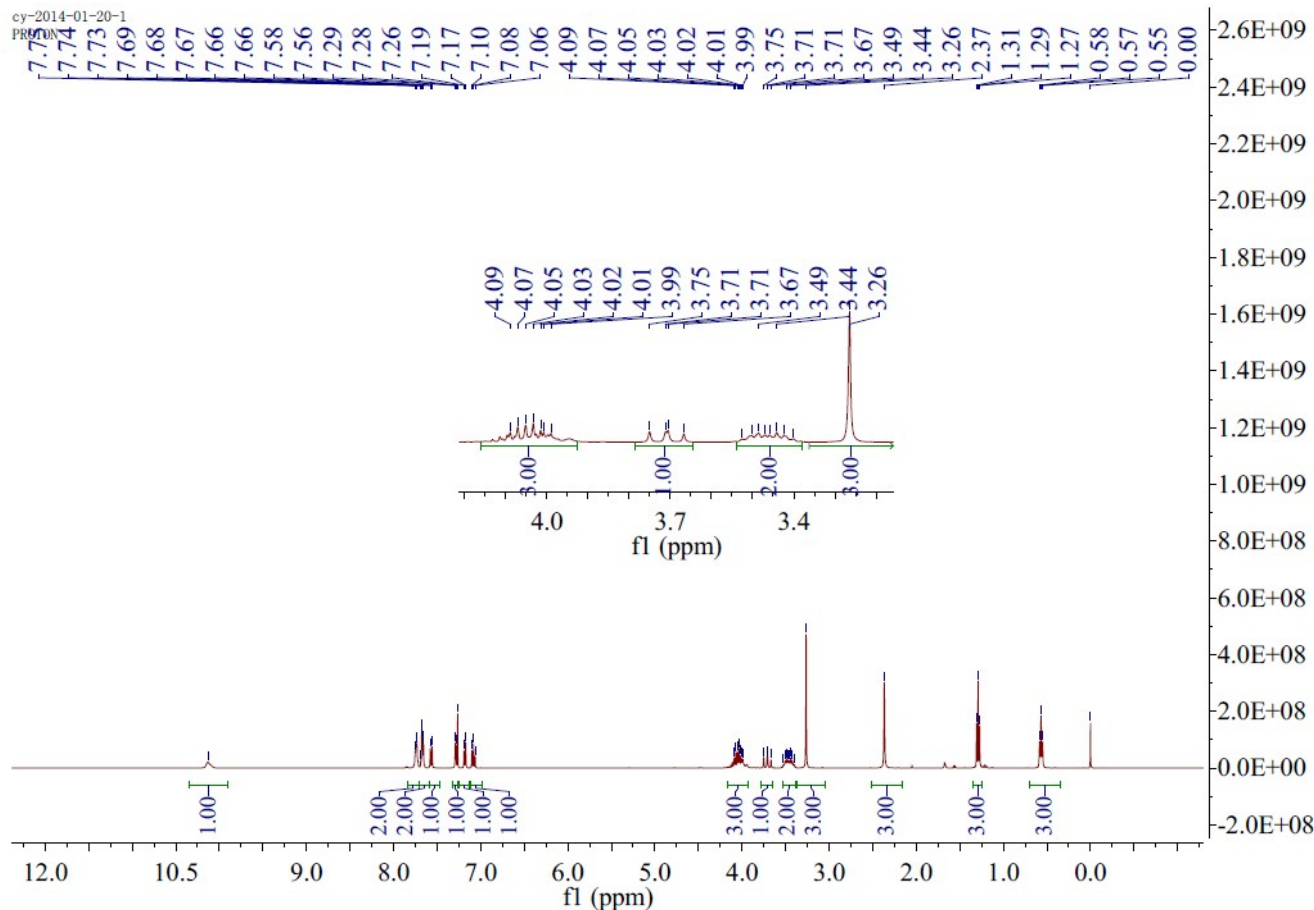 cy-2014-01-20-1
PROTON
7.75 7.74 7.73 7.69 7.68 7.67 7.66 7.66 7.58 7.56 7.29 7.28 7.26 7.19 7.17 7.10 7.08 7.06 4.09 4.07 4.05 4.03 4.02 4.01 3.99 3.75 3.71 3.71 3.67 3.49 3.44 3.26 2.37 1.31 1.29 1.27 0.58 0.57 0.55 0.00
2.6E+09
2.4E+09
2.2E+09
2.0E+09
1.8E+09
1.6E+09
1.4E+09
1.2E+09
1.0E+09
8.0E+08
6.0E+08
4.0E+08
2.0E+08
0.0E+00
-2.0E+08
4.09 4.07 4.05 4.03 4.02 4.01 3.99 3.75 3.71 3.71 3.67 3.49 3.44 3.26
3.00 1.00 2.00 3.00
4.0 3.7 3.4
f1 (ppm)
1.00 2.00 2.00 1.00 1.00 1.00 1.00 3.00 1.00 2.00 3.00 3.00 3.00 3.00
12.0 10.5 9.0 8.0 7.0 6.0 5.0 4.0 3.0 2.0 1.0 0.0
f1 (ppm)